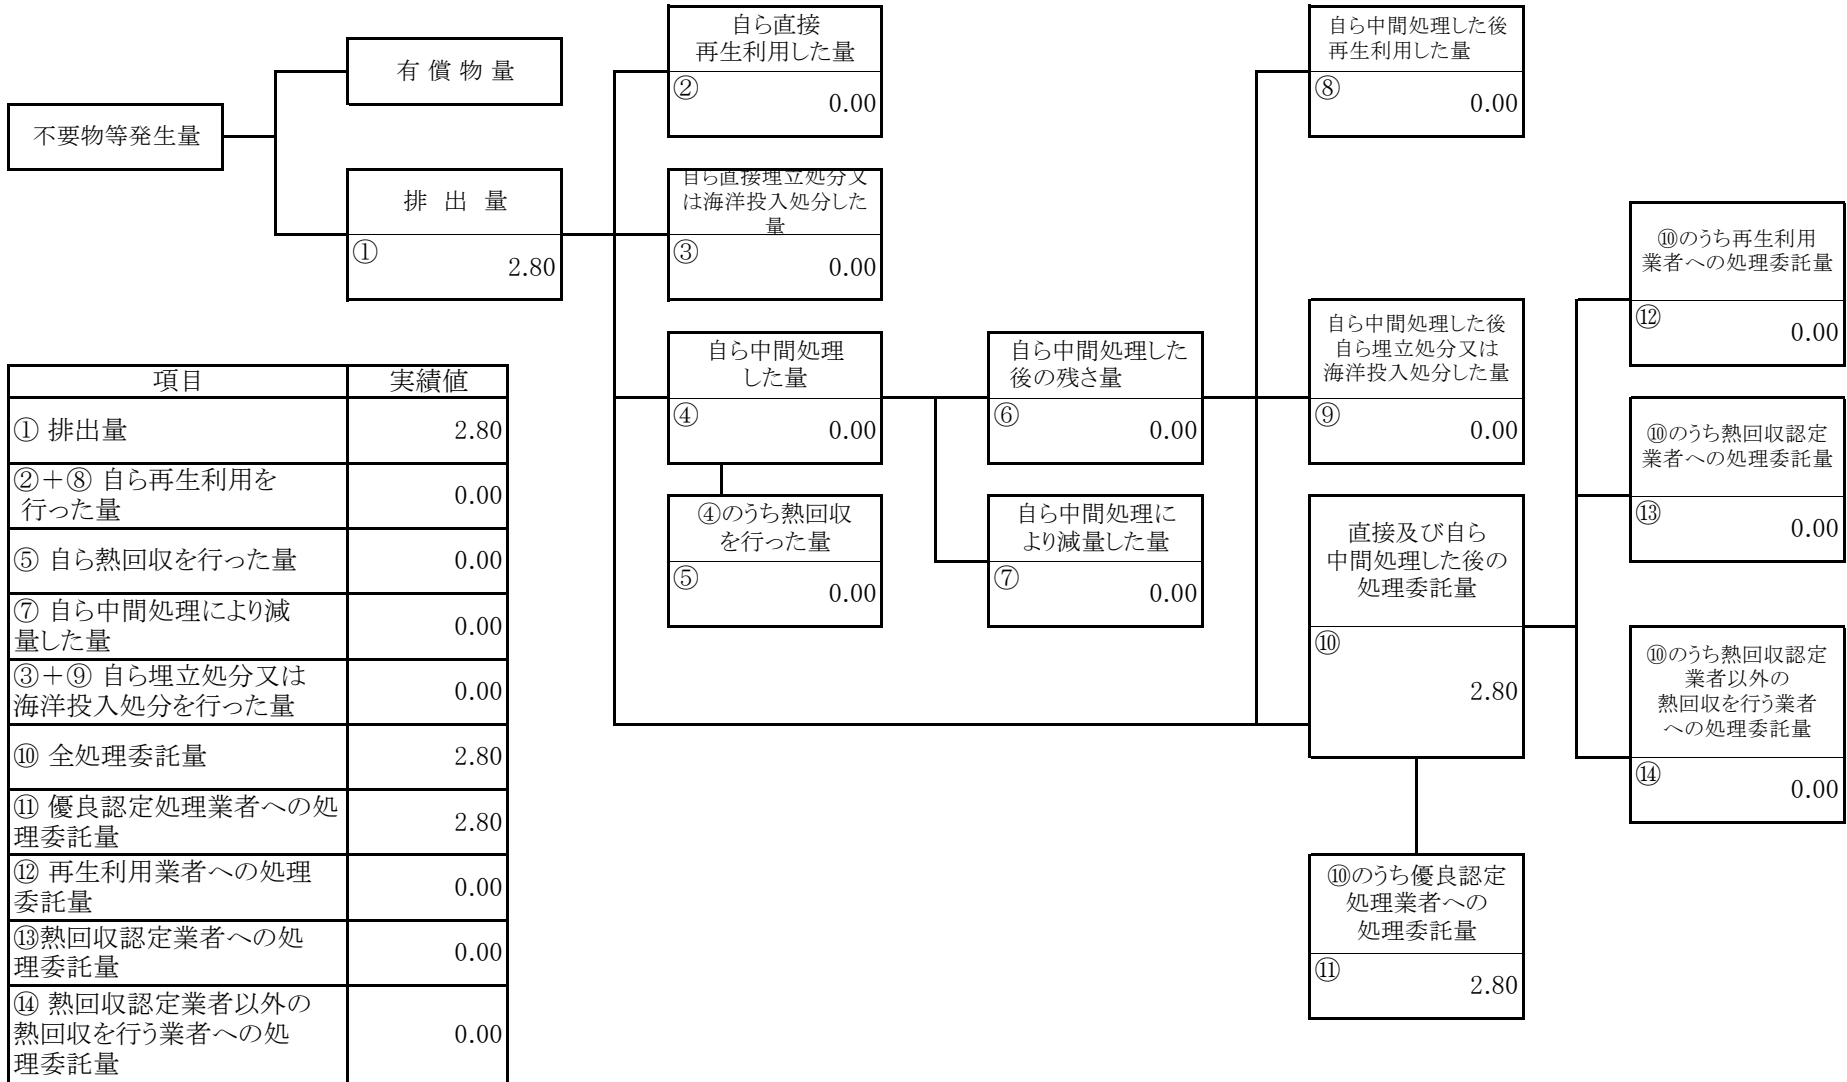 不要物等発生量
有 償 物 量
排 出 量
①
2.80
自ら直接
再生利用した量
②
0.00
自ら直接埋立処分又
は海洋投入処分した
量
③
0.00
自ら中間処理
した量
④
0.00
④のうち熱回収
を行った量
⑤
0.00
自ら中間処理した
後の残さ量
⑥
0.00
自ら中間処理に
より減量した量
⑦
0.00
自ら中間処理した後
再生利用した量
⑧
0.00
自ら中間処理した後
自ら埋立処分又は
海洋投入処分した量
⑨
0.00
直接及び自ら
中間処理した後の
処理委託量
⑩
2.80
⑩のうち優良認定
処理業者への
処理委託量
⑪
2.80
⑩のうち再生利用
業者への処理委託量
⑫
0.00
⑩のうち熱回収認定
業者への処理委託量
⑬
0.00
⑩のうち熱回収認定
業者以外の
熱回収を行う業者
への処理委託量
⑭
0.00
項目 実績値
① 排出量 2.80
②＋⑧ 自ら再生利用を
行った量 0.00
⑤ 自ら熱回収を行った量 0.00
⑦ 自ら中間処理により減
量した量 0.00
③＋⑨ 自ら埋立処分又は
海洋投入処分を行った量 0.00
⑩ 全処理委託量 2.80
⑪ 優良認定処理業者への処
理委託量 2.80
⑫ 再生利用業者への処理
委託量 0.00
⑬熱回収認定業者への処
理委託量 0.00
⑭ 熱回収認定業者以外の
熱回収を行う業者への処 0.00
理委託量